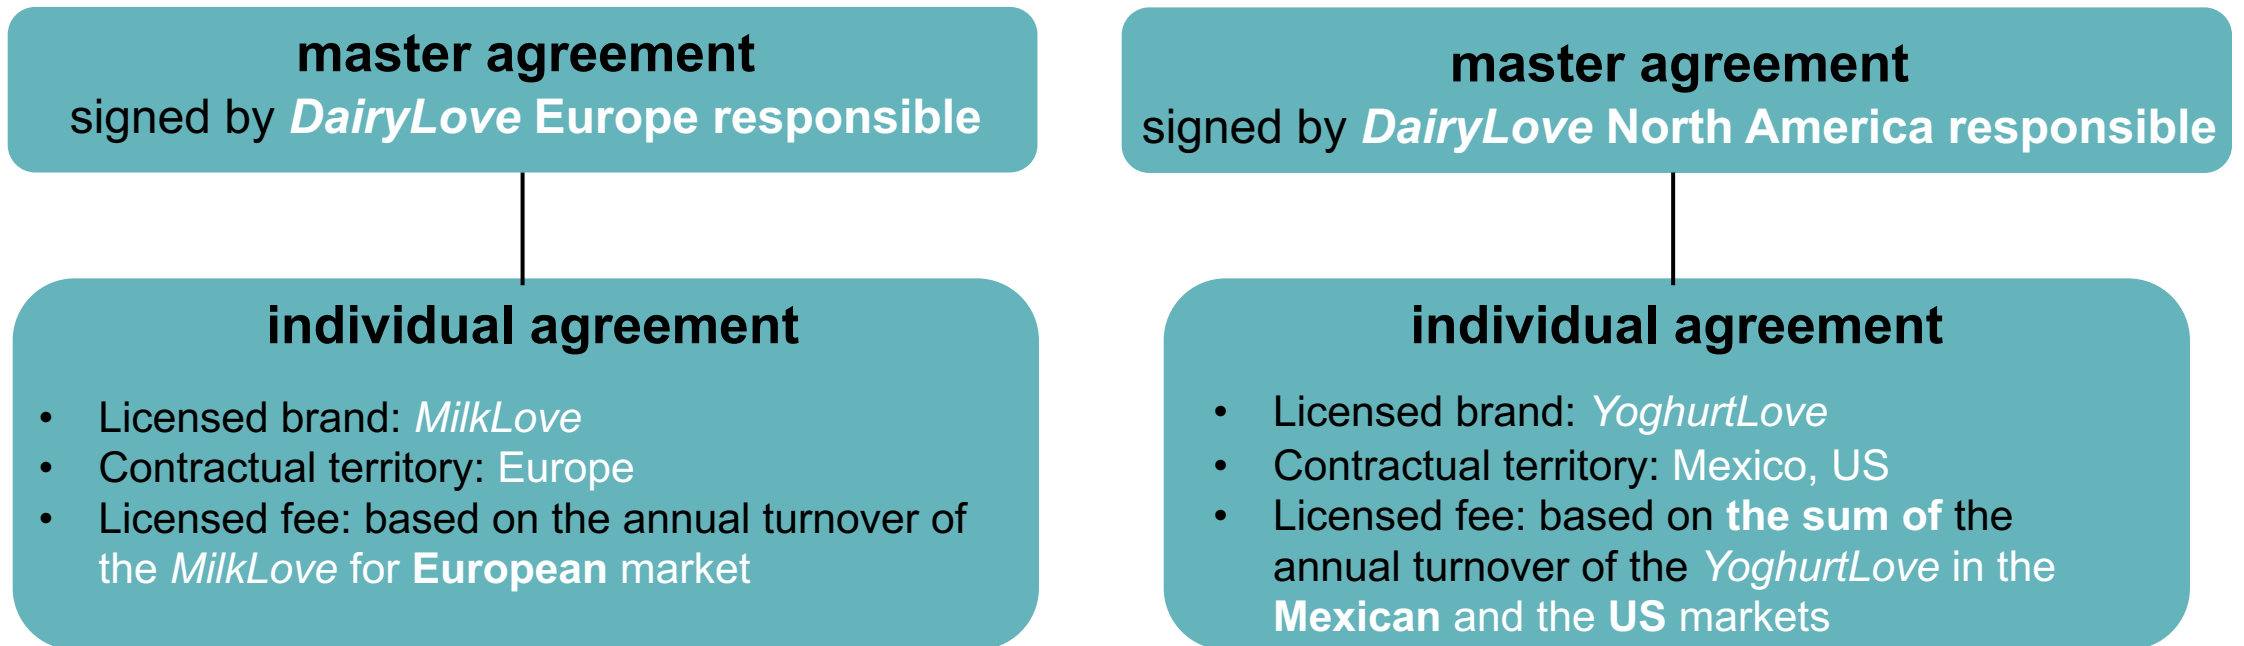 master agreement
signed by DairyLove Europe responsible
individual agreement
• Licensed brand: MilkLove
• Contractual territory: Europe
• Licensed fee: based on the annual turnover of
the MilkLove for European market
master agreement
signed by DairyLove North America responsible
individual agreement
• Licensed brand: YoghurtLove
• Contractual territory: Mexico, US
• Licensed fee: based on the sum of the
annual turnover of the YoghurtLove in the
Mexican and the US markets